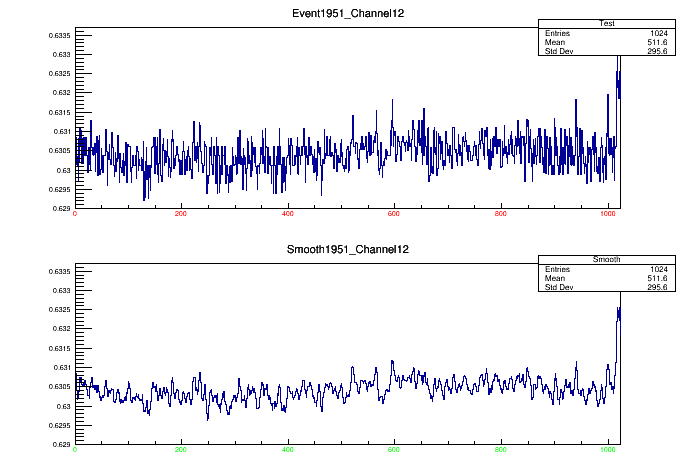 Event1951_Channel12
Test
Entries 1024
Mean 511.6
Std Dev 295.6
0.6335
0.633
0.6325
0.632
0.6315
0.631
0.6305
0.63
0.6295
0.629
0 200 400 600 800 1000
Smooth1951_Channel12
Smooth
Entries 1024
Mean 511.6
Std Dev 295.6
0.6335
0.633
0.6325
0.632
0.6315
0.631
0.6305
0.63
0.6295
0.629
0 200 400 600 800 1000